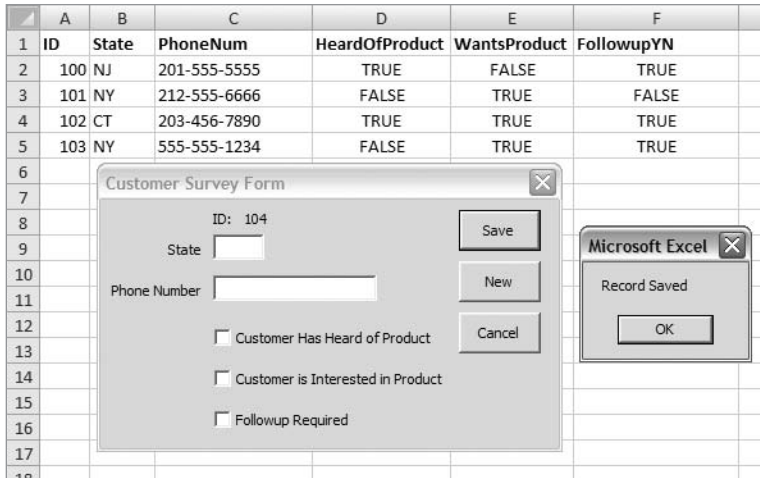 A B C D E F
1 ID State PhoneNum HeardOfProduct WantsProduct FollowupYN
2 100 NJ 201-555-5555 TRUE FALSE TRUE
3 101 NY 212-555-6666 FALSE TRUE FALSE
4 102 CT 203-456-7890 TRUE TRUE TRUE
5 103 NY 555-555-1234 FALSE TRUE TRUE
6
7
8
9
10
11
12
13
14
15
16
17
18
Customer Survey Form
ID: 104
State
Phone Number
Customer Has Heard of Product
Customer is Interested in Product
Followup Required
Save
New
Cancel
Microsoft Excel
Record Saved
OK